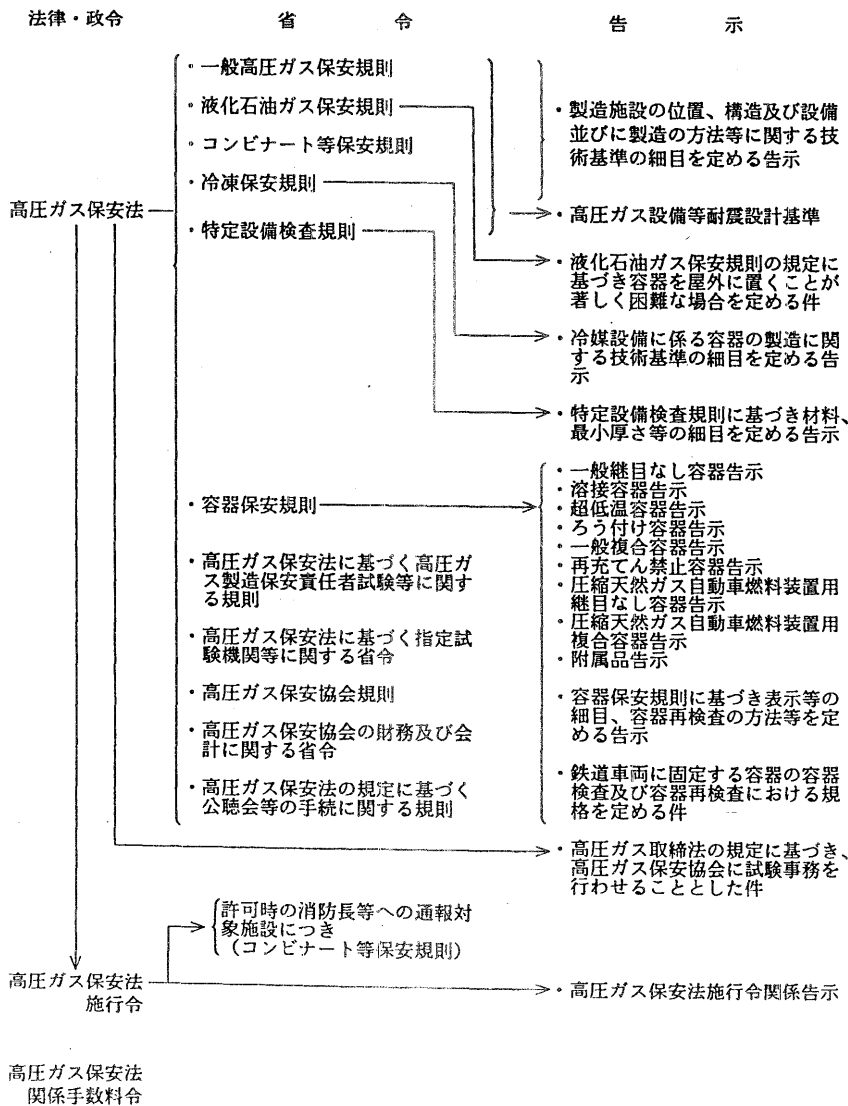 法律・政令
省令
告示
高圧ガス保安法
・一般高圧ガス保安規則
・液化石油ガス保安規則
・コンビナート等保安規則
・冷凍保安規則
・特定設備検査規則
・容器保安規則
・高圧ガス保安法に基づく高圧ガ
ス製造保安責任者試験等に関す
る規則
・高圧ガス保安法に基づく指定試
験機関等に関する省令
・高圧ガス保安協会規則
・高圧ガス保安協会の財務及び会
計に関する省令
・高圧ガス保安法の規定に基づく
公聴会等の手続に関する規則
・製造施設の位置、構造及び設備
並びに製造の方法等に関する技
術基準の細目を定める告示
・高圧ガス設備等耐震設計基準
・液化石油ガス保安規則の規定に
基づき容器を屋外に置くことが
著しく困難な場合を定める件
・冷媒設備に係る容器の製造に関
する技術基準の細目を定める告
示
・特定設備検査規則に基づき材料、
最小厚さ等の細目を定める告示
・一般継目なし容器告示
・溶接容器告示
・超低温容器告示
・ろう付け容器告示
・一般複合容器告示
・再充てん禁止容器告示
・圧縮天然ガス自動車燃料装置用
継目なし容器告示
・圧縮天然ガス自動車燃料装置用
複合容器告示
・附属品告示
・容器保安規則に基づき表示等の
細目、容器再検査の方法等を定
める告示
・鉄道車両に固定する容器の容器
検査及び容器再検査における規
格を定める件
・高圧ガス取締法の規定に基づき、
高圧ガス保安協会に試験事務を
行わせることとした件
許可時の消防長等への通報対
象施設につき
(コンビナート等保安規則)
高圧ガス保安法
施行令
・高圧ガス保安法施行令関係告示
高圧ガス保安法
関係手数料令